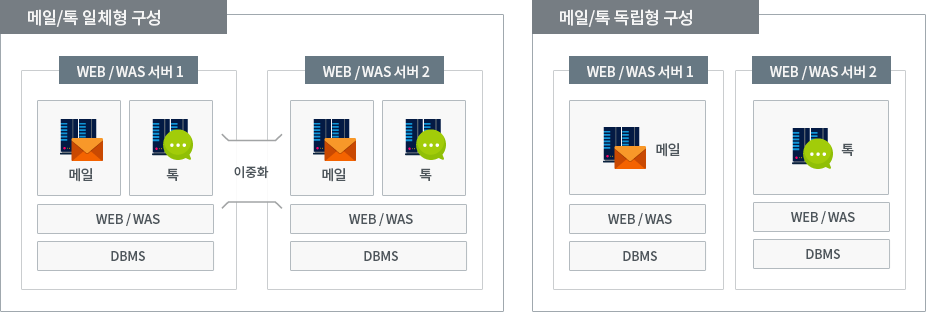 메일/톡 일체형 구성
WEB / WAS 서버 1
메일
톡
WEB / WAS
DBMS
이중화
WEB / WAS 서버 2
메일
톡
WEB / WAS
DBMS
메일/톡 독립형 구성
WEB / WAS 서버 1
메일
WEB / WAS
DBMS
WEB / WAS 서버 2
톡
WEB / WAS
DBMS